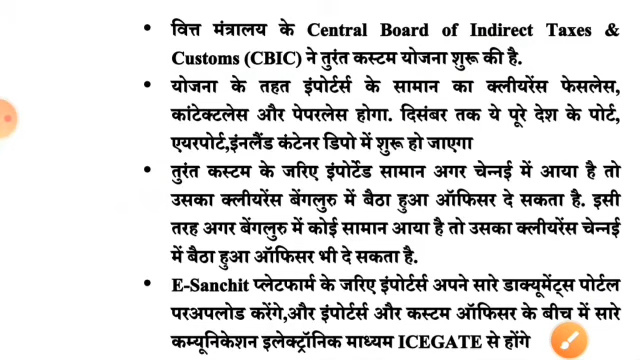 • वित्त मंत्रालय के Central Board of Indirect Taxes &
Customs (CBIC) ने तुरंत कस्टम योजना शुरू की है.
• योजना के तहत इंपोर्टर्स के सामान का क्लीयरेंस फेसलेस,
कांटेक्टलेस और पेपरलेस होगा. दिसंबर तक ये पूरे देश के पोर्ट,
एयरपोर्ट,इंनलैंड कंटेनर डिपो में शुरू हो जाएगा
• तुरंत कस्टम के जरिए इंपोर्टेड सामान अगर चेन्नई में आया है तो
उसका क्लीयरेंस बेंगलुरु में बैठा हुआ ऑफिसर दे सकता है. इसी
तरह अगर बेंगलुरु में कोई सामान आया है तो उसका क्लीयरेंस चेन्नई
में बैठा हुआ ऑफिसर भी दे सकता है.
• E-Sanchit प्लेटफार्म के जरिए इंपोर्टर्स अपने सारे डाक्यूमेंट्स पोर्टल
पर अपलोड करेंगे,और इंपोर्टर्स और कस्टम ऑफिसर के बीच में सारे
कम्यूनिकेशन इलेक्ट्रॉनिक माध्यम ICEGATE से होंगे